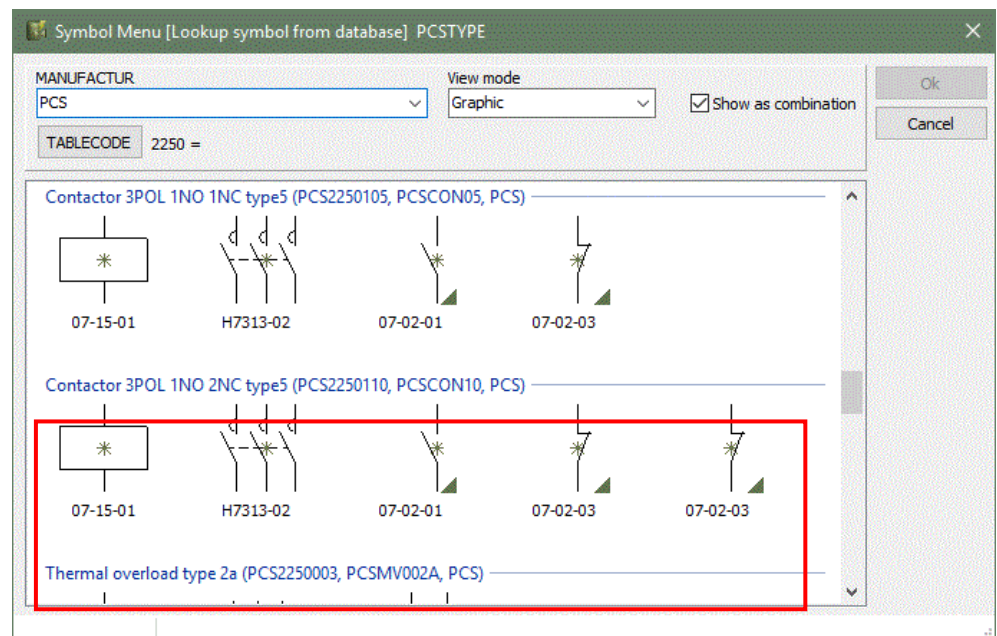 Symbol Menu [Lookup symbol from database] PCSTYPE
MANUFACTUR
View mode
PCS
Graphic
Show as combination
Ok
Cancel
TABLECODE 2250 =
Contactor 3POL 1NO 1NC type5 (PCS2250105, PCSCON05, PCS)
07-15-01 H7313-02 07-02-01 07-02-03
Contactor 3POL 1NO 2NC type5 (PCS2250110, PCSCON10, PCS)
07-15-01 H7313-02 07-02-01 07-02-03 07-02-03
Thermal overload type 2a (PCS2250003, PCSMV002A, PCS)